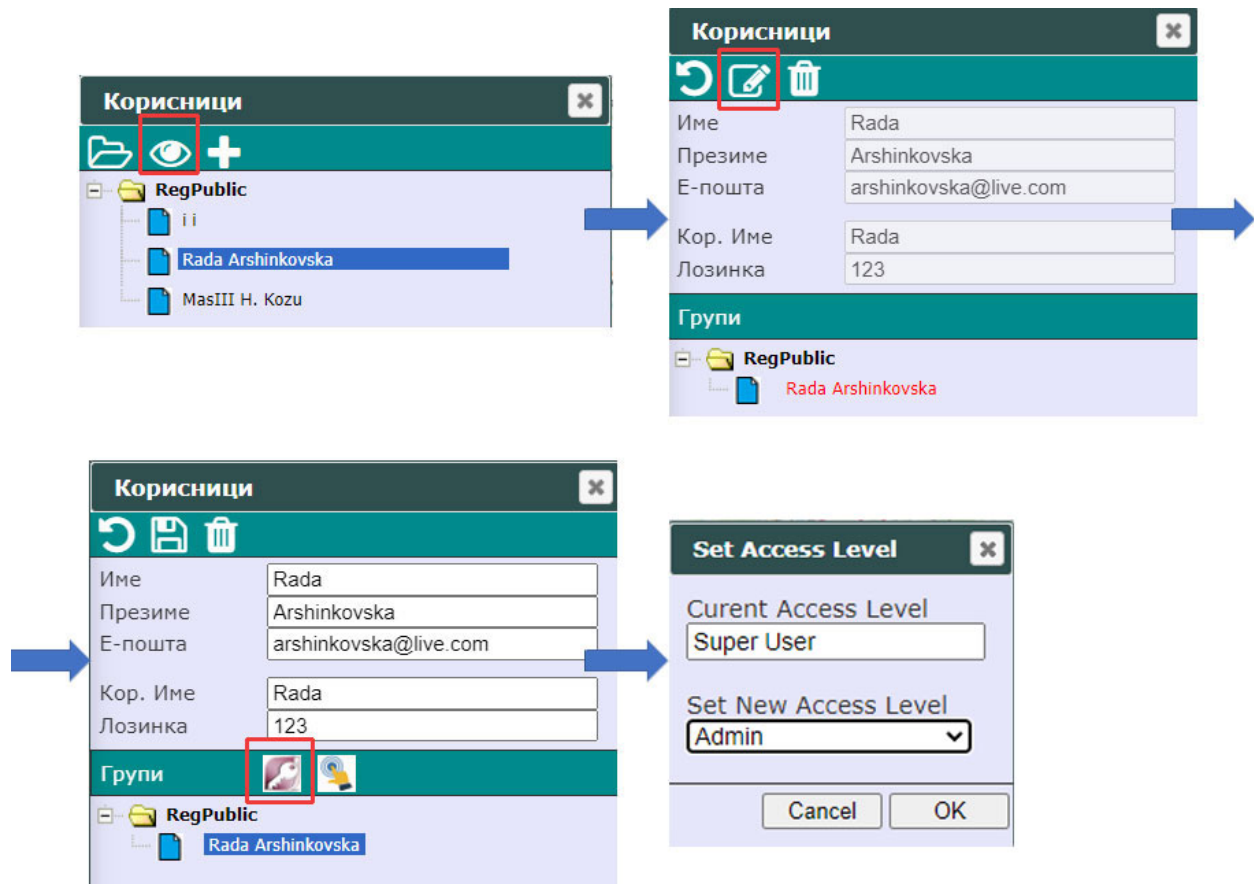 Корисници
RegPublic
i i
Rada Arshinkovska
MasIII H. Kozu
Корисници
Име Rada
Презиме Arshinkovska
Е-пошта arshinkovska@live.com
Кор. Име Rada
Лозинка 123
Групи
RegPublic
Rada Arshinkovska
Корисници
Име Rada
Презиме Arshinkovska
Е-пошта arshinkovska@live.com
Кор. Име Rada
Лозинка 123
Групи
RegPublic
Rada Arshinkovska
Set Access Level
Curent Access Level
Super User
Set New Access Level
Admin
Cancel OK